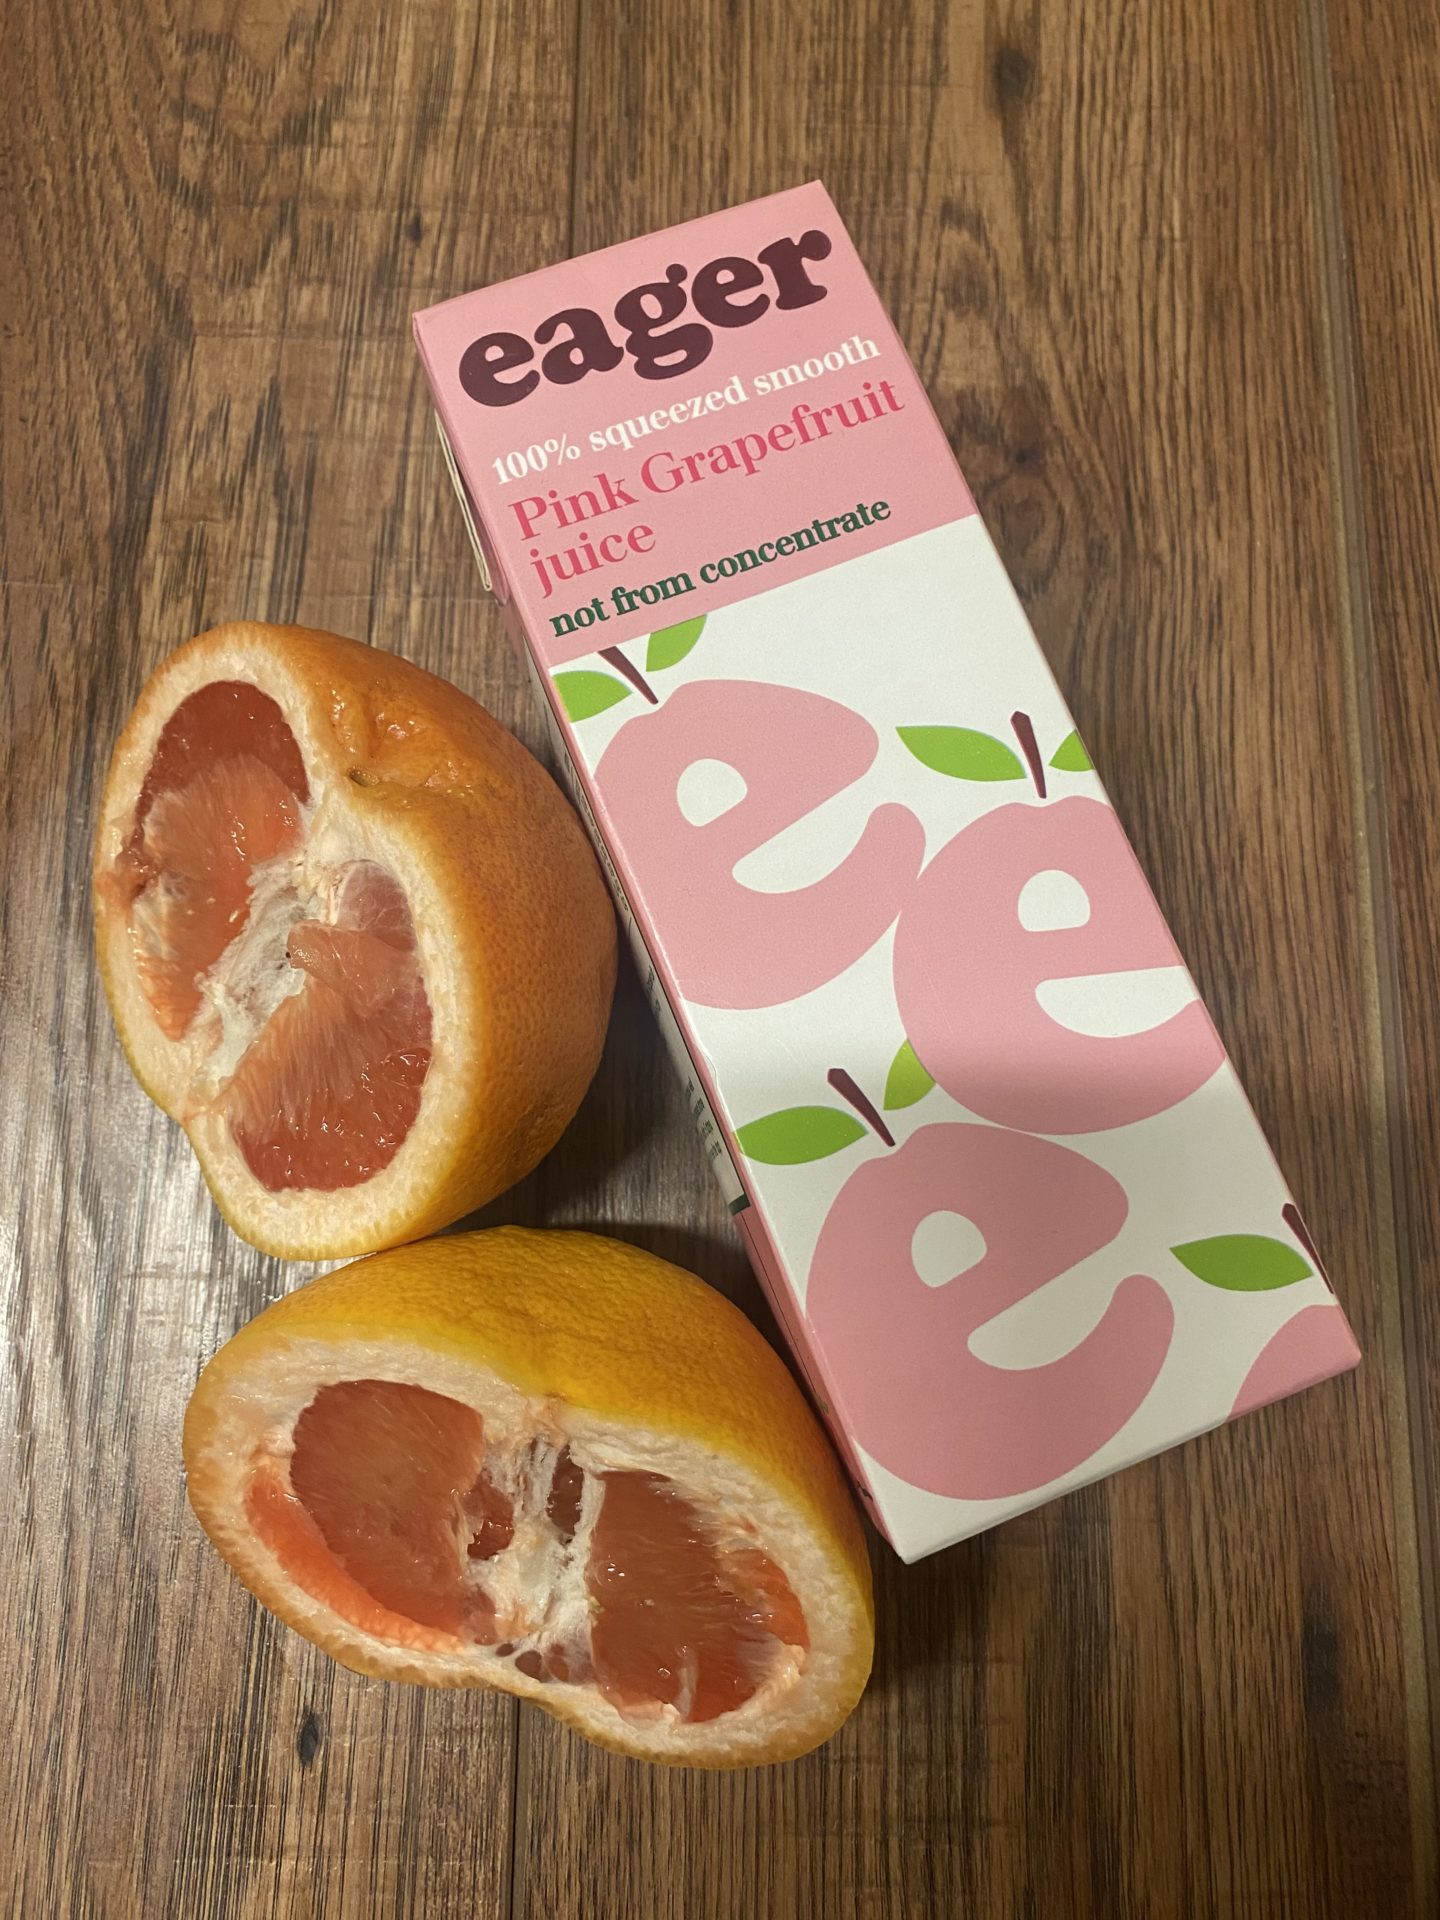 eager
100% squeezed smooth
Pink Grapefruit
juice
not from concentrate
e
e
e